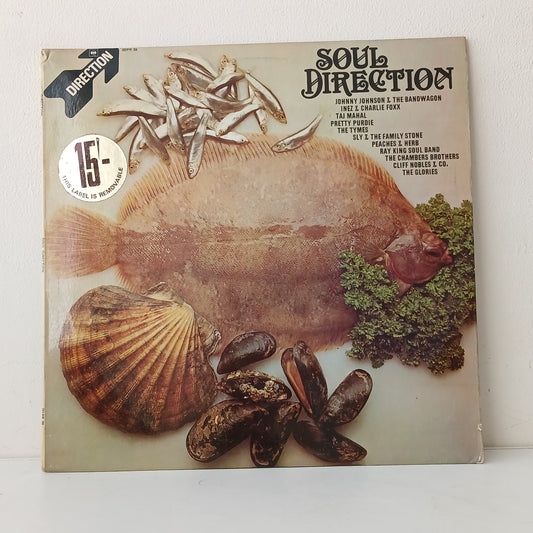 DIRECTION
SOUL
DIRECTION
JOHNNY JOHNSON & THE BANDWAGON
INEZ & CHARLIE FOXX
TAJ MAHAL
PRETTY PURDIE
THE TYMES
SLY & THE FAMILY STONE
PEACHES & HERB
RAY KING SOUL BAND
THE CHAMBERS BROTHERS
CLIFF NOBLES & CO.
THE GLORIES
15/-
THIS LABEL IS REMOVABLE